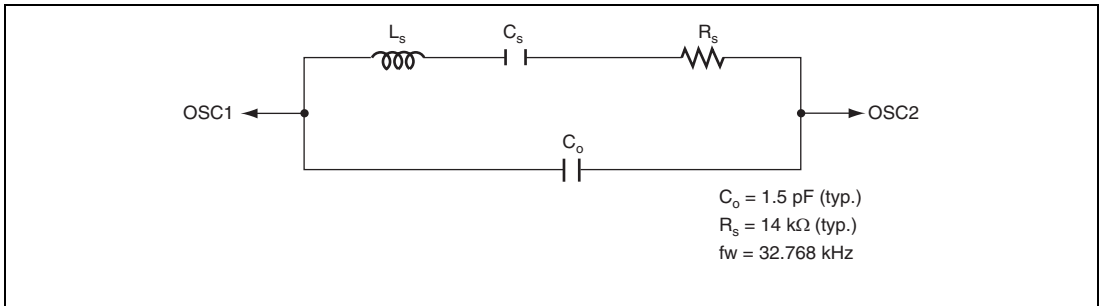 Ls Cs Rs
OSC1 OSC2
Co
Co = 1.5 pF (typ.)
Rs = 14 kΩ (typ.)
fw = 32.768 kHz